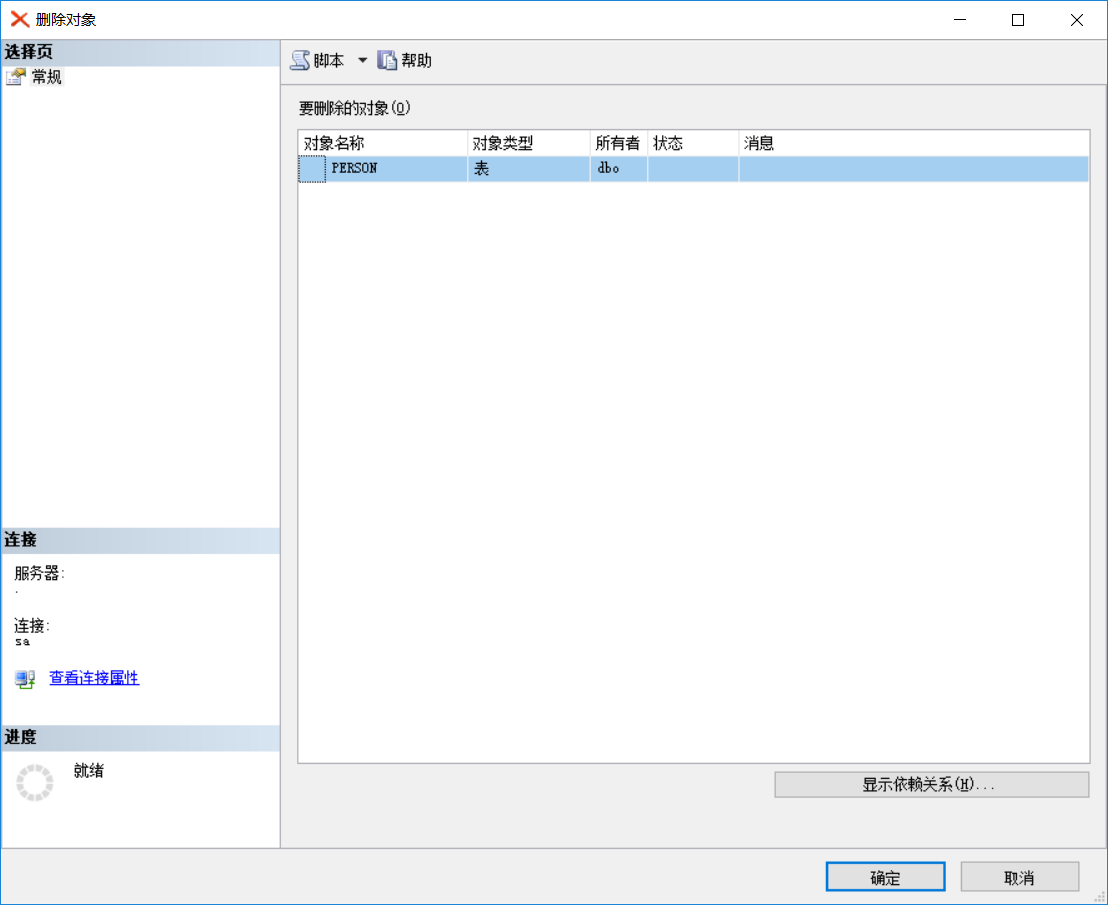 删除对象
选择页
常规
脚本 帮助
要删除的对象(O)
对象名称 对象类型 所有者 状态 消息
PERSON 表 dbo
连接
服务器:
.
连接:
sa
查看连接属性
进度
就绪
显示依赖关系(H)...
确定 取消